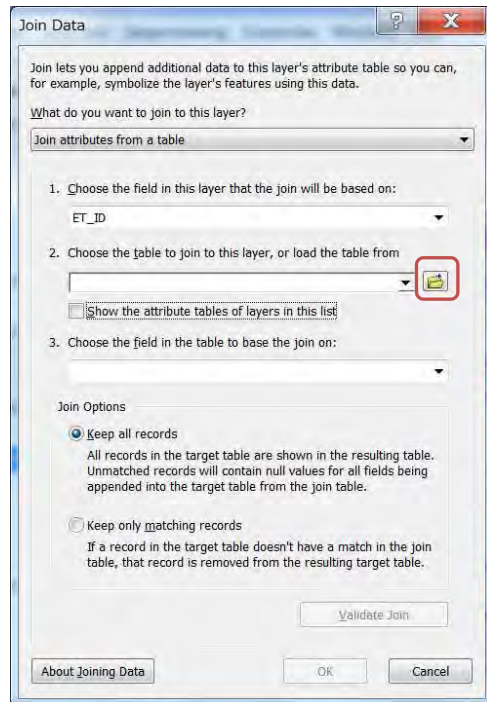 Join Data
Join lets you append additional data to this layer's attribute table so you can,
for example, symbolize the layer's features using this data.
What do you want to join to this layer?
Join attributes from a table
1. Choose the field in this layer that the join will be based on:
ET_ID
2. Choose the table to join to this layer, or load the table from
Show the attribute tables of layers in this list
3. Choose the field in the table to base the join on:
Join Options
Keep all records
All records in the target table are shown in the resulting table.
Unmatched records will contain null values for all fields being
appended into the target table from the join table.
Keep only matching records
If a record in the target table doesn't have a match in the join
table, that record is removed from the resulting target table.
Validate Join
About Joining Data
OK
Cancel